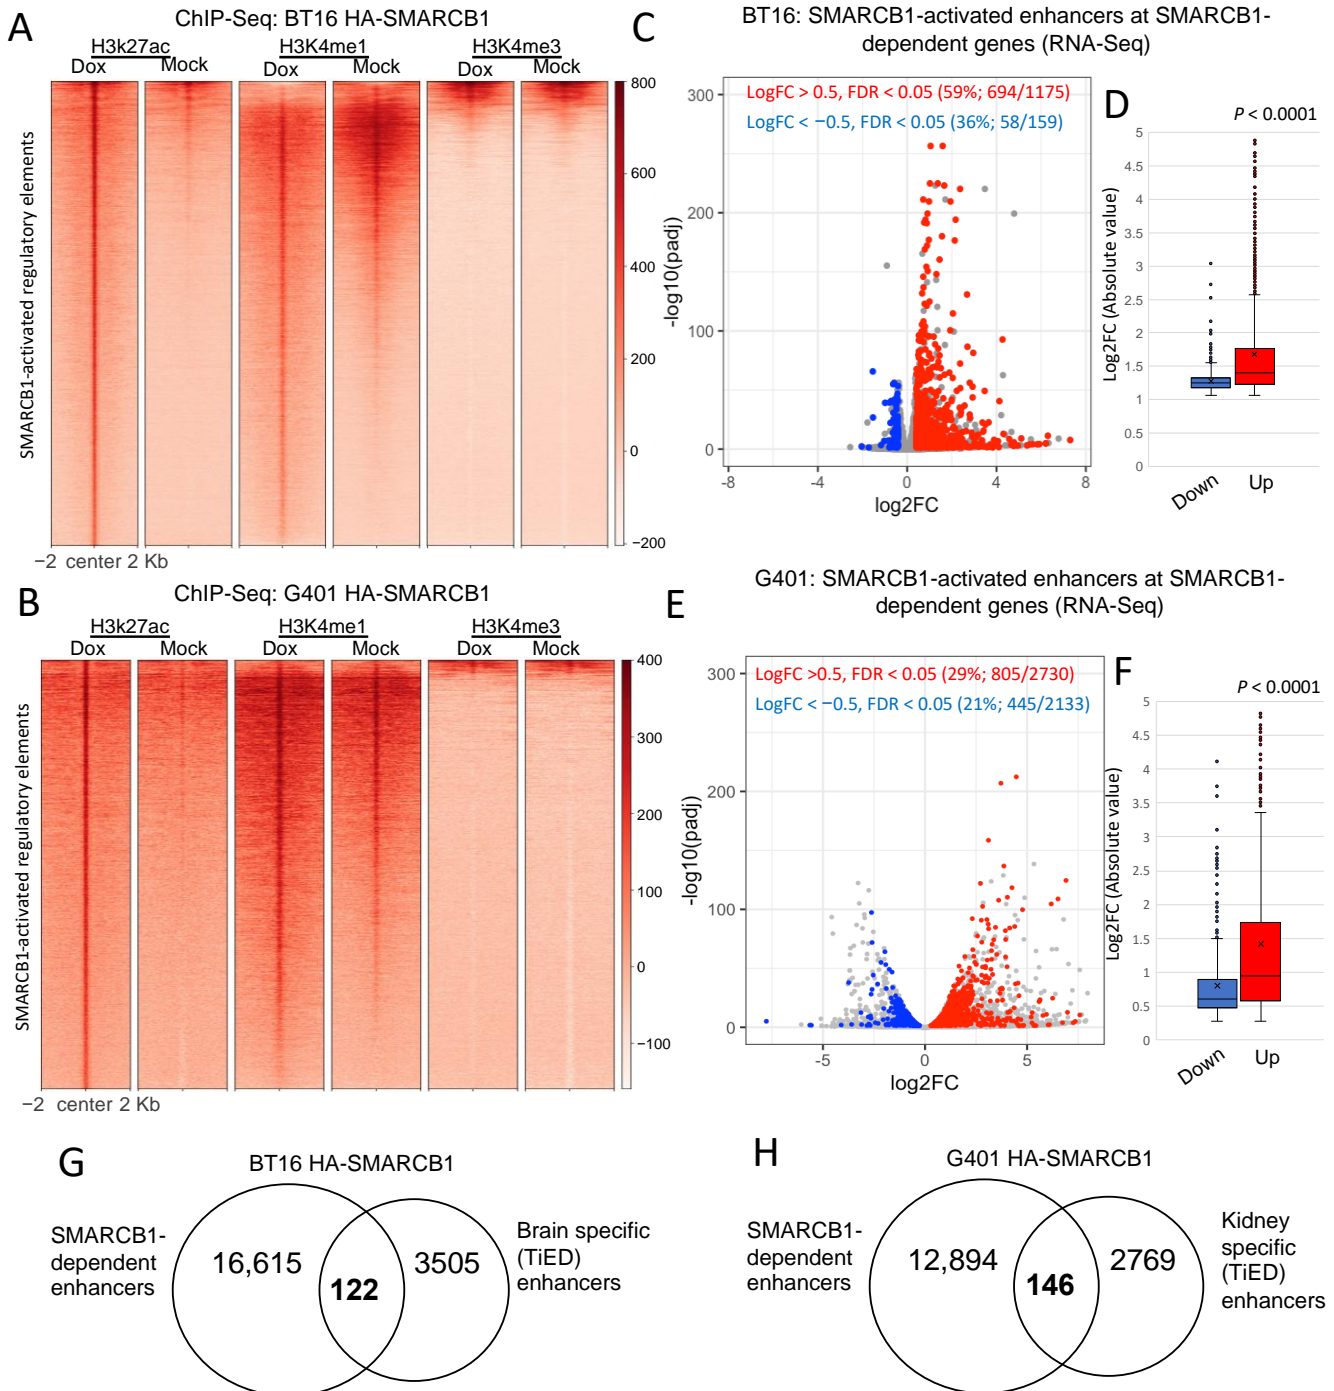 A
ChIP-Seq: BT16 HA-SMARCB1
H3k27ac H3K4me1 H3K4me3
Dox Mock Dox Mock Dox Mock
SMARCB1-activated regulatory elements
800
600
400
200
0
−200
−2 center 2 Kb
B
ChIP-Seq: G401 HA-SMARCB1
H3k27ac H3K4me1 H3K4me3
Dox Mock Dox Mock Dox Mock
SMARCB1-activated regulatory elements
400
300
200
100
0
−100
−2 center 2 Kb
C
BT16: SMARCB1-activated enhancers at SMARCB1-
dependent genes (RNA-Seq)
LogFC > 0.5, FDR < 0.05 (59%; 694/1175)
LogFC < −0.5, FDR < 0.05 (36%; 58/159)
-log10(padj)
300
200
100
0
-8 -4 0 4 8
log2FC
D
P < 0.0001
Log2FC (Absolute value)
5
4.5
4
3.5
3
2.5
2
1.5
1
0.5
0
Down Up
E
G401: SMARCB1-activated enhancers at SMARCB1-
dependent genes (RNA-Seq)
LogFC >0.5, FDR < 0.05 (29%; 805/2730)
LogFC < −0.5, FDR < 0.05 (21%; 445/2133)
-log10(padj)
300
200
100
0
-5 0 5
log2FC
F
P < 0.0001
Log2FC (Absolute value)
5
4.5
4
3.5
3
2.5
2
1.5
1
0.5
0
Down Up
G
BT16 HA-SMARCB1
SMARCB1-
dependent
enhancers
16,615
122
3505
Brain specific
(TiED)
enhancers
H
G401 HA-SMARCB1
SMARCB1-
dependent
enhancers
12,894
146
2769
Kidney
specific
(TiED)
enhancers